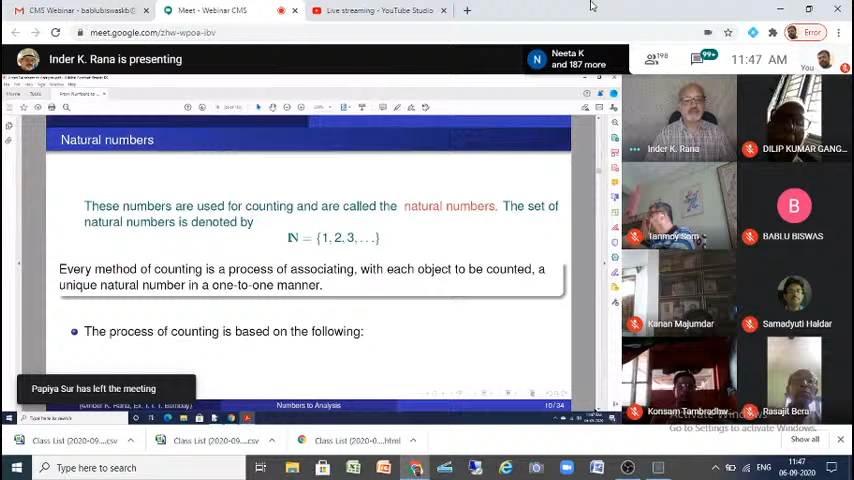 CMS Webinar - bablubiswaskb@
Meet - Webinar CMS
Live streaming - YouTube Studio
meet.google.com/zhw-wpoa-ibv
Error
Inder K. Rana is presenting
Neeta K
and 187 more
198
99+
11:47 AM
You
Natural numbers
These numbers are used for counting and are called the natural numbers. The set of
natural numbers is denoted by
ℕ = {1, 2, 3, . . .}
Every method of counting is a process of associating, with each object to be counted, a
unique natural number in a one-to-one manner.
The process of counting is based on the following:
Papiya Sur has left the meeting
Numbers to Analysis
10/34
Inder K. Rana
DILIP KUMAR GANG...
Tanmoy Som
B
BABLU BISWAS
Kanan Majumdar
Samadyuti Haldar
Konsam Tambradhw...
Rasajit Bera
Activate Windows
Go to Settings to activate Windows.
Class List (2020-09....csv
Class List (2020-09....csv
Class List (2020-0....html
Show all
Type here to search
ENG
11:47
06-09-2020